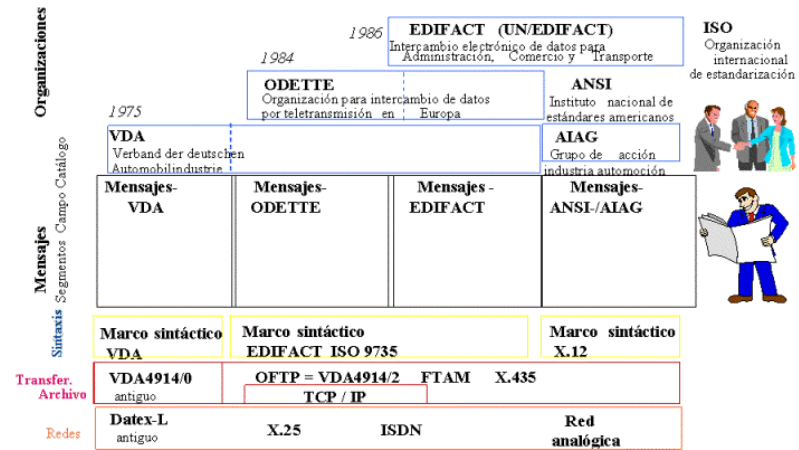 Organizaciones
1986
EDIFACT (UN/EDIFACT)
Intercambio electrónico de datos para
Administración, Comercio y Transporte
ISO
Organización
internacional
de estandarización
1984
ODETTE
Organización para intercambio de datos
por teletransmisión en Europa
ANSI
Instituto nacional de
estándares americanos
1975
VDA
Verband der deutschen
Automobilindustrie
AIAG
Grupo de acción
industria automoción
Mensajes
Segmentos Campo Catálogo
Mensajes-
VDA
Mensajes-
ODETTE
Mensajes -
EDIFACT
Mensajes-
ANSI-/AIAG
Sintaxis
Marco sintáctico
VDA
Marco sintáctico
EDIFACT ISO 9735
Marco sintáctico
X.12
Transfer.
Archivo
VDA4914/0
antiguo
OFTP = VDA4914/2 FTAM X.435
TCP / IP
Redes
Datex-L
antiguo
X.25
ISDN
Red
analógica